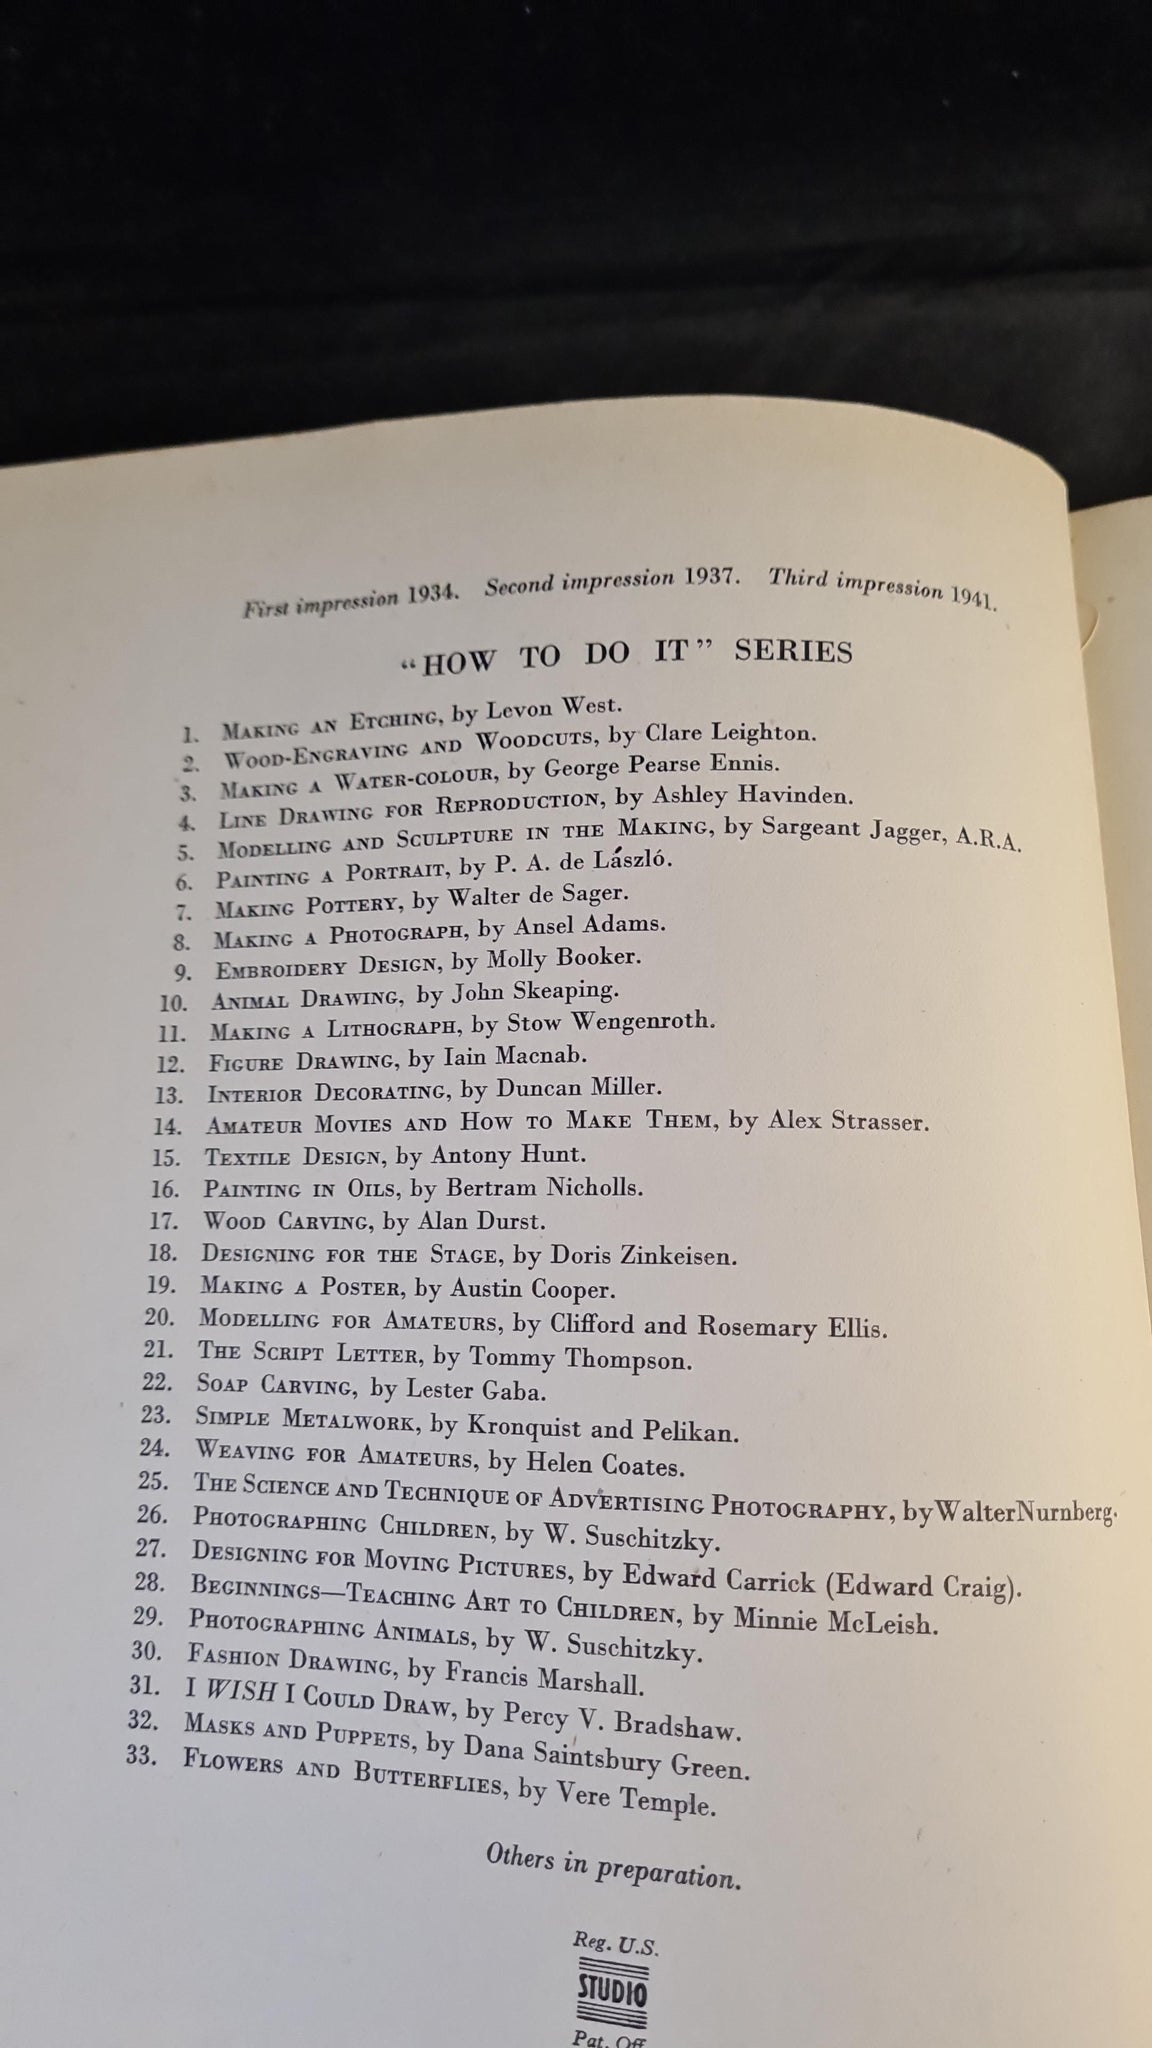 First impression 1934. Second impression 1937. Third impression 1941.
"HOW TO DO IT" SERIES
1. MAKING AN ETCHING, by Levon West.
2. WOOD-ENGRAVING AND WOODCUTS, by Clare Leighton.
3. MAKING A WATER-COLOUR, by George Pearse Ennis.
4. LINE DRAWING FOR REPRODUCTION, by Ashley Havinden.
5. MODELLING AND SCULPTURE IN THE MAKING, by Sargeant Jagger, A.R.A.
6. PAINTING A PORTRAIT, by P. A. de László.
7. MAKING POTTERY, by Walter de Sager.
8. MAKING A PHOTOGRAPH, by Ansel Adams.
9. EMBROIDERY DESIGN, by Molly Booker.
10. ANIMAL DRAWING, by John Skeaping.
11. MAKING A LITHOGRAPH, by Stow Wengenroth.
12. FIGURE DRAWING, by Iain Macnab.
13. INTERIOR DECORATING, by Duncan Miller.
14. AMATEUR MOVIES AND HOW TO MAKE THEM, by Alex Strasser.
15. TEXTILE DESIGN, by Antony Hunt.
16. PAINTING IN OILS, by Bertram Nicholls.
17. WOOD CARVING, by Alan Durst.
18. DESIGNING FOR THE STAGE, by Doris Zinkeisen.
19. MAKING A POSTER, by Austin Cooper.
20. MODELLING FOR AMATEURS, by Clifford and Rosemary Ellis.
21. THE SCRIPT LETTER, by Tommy Thompson.
22. SOAP CARVING, by Lester Gaba.
23. SIMPLE METALWORK, by Kronquist and Pelikan.
24. WEAVING FOR AMATEURS, by Helen Coates.
25. THE SCIENCE AND TECHNIQUE OF ADVERTISING PHOTOGRAPHY, by Walter Nurnberg.
26. PHOTOGRAPHING CHILDREN, by W. Suschitzky.
27. DESIGNING FOR MOVING PICTURES, by Edward Carrick (Edward Craig).
28. BEGINNINGS—TEACHING ART TO CHILDREN, by Minnie McLeish.
29. PHOTOGRAPHING ANIMALS, by W. Suschitzky.
30. FASHION DRAWING, by Francis Marshall.
31. I WISH I COULD DRAW, by Percy V. Bradshaw.
32. MASKS AND PUPPETS, by Dana Saintsbury Green.
33. FLOWERS AND BUTTERFLIES, by Vere Temple.
Others in preparation.
Reg. U.S.
STUDIO
Pat. Off